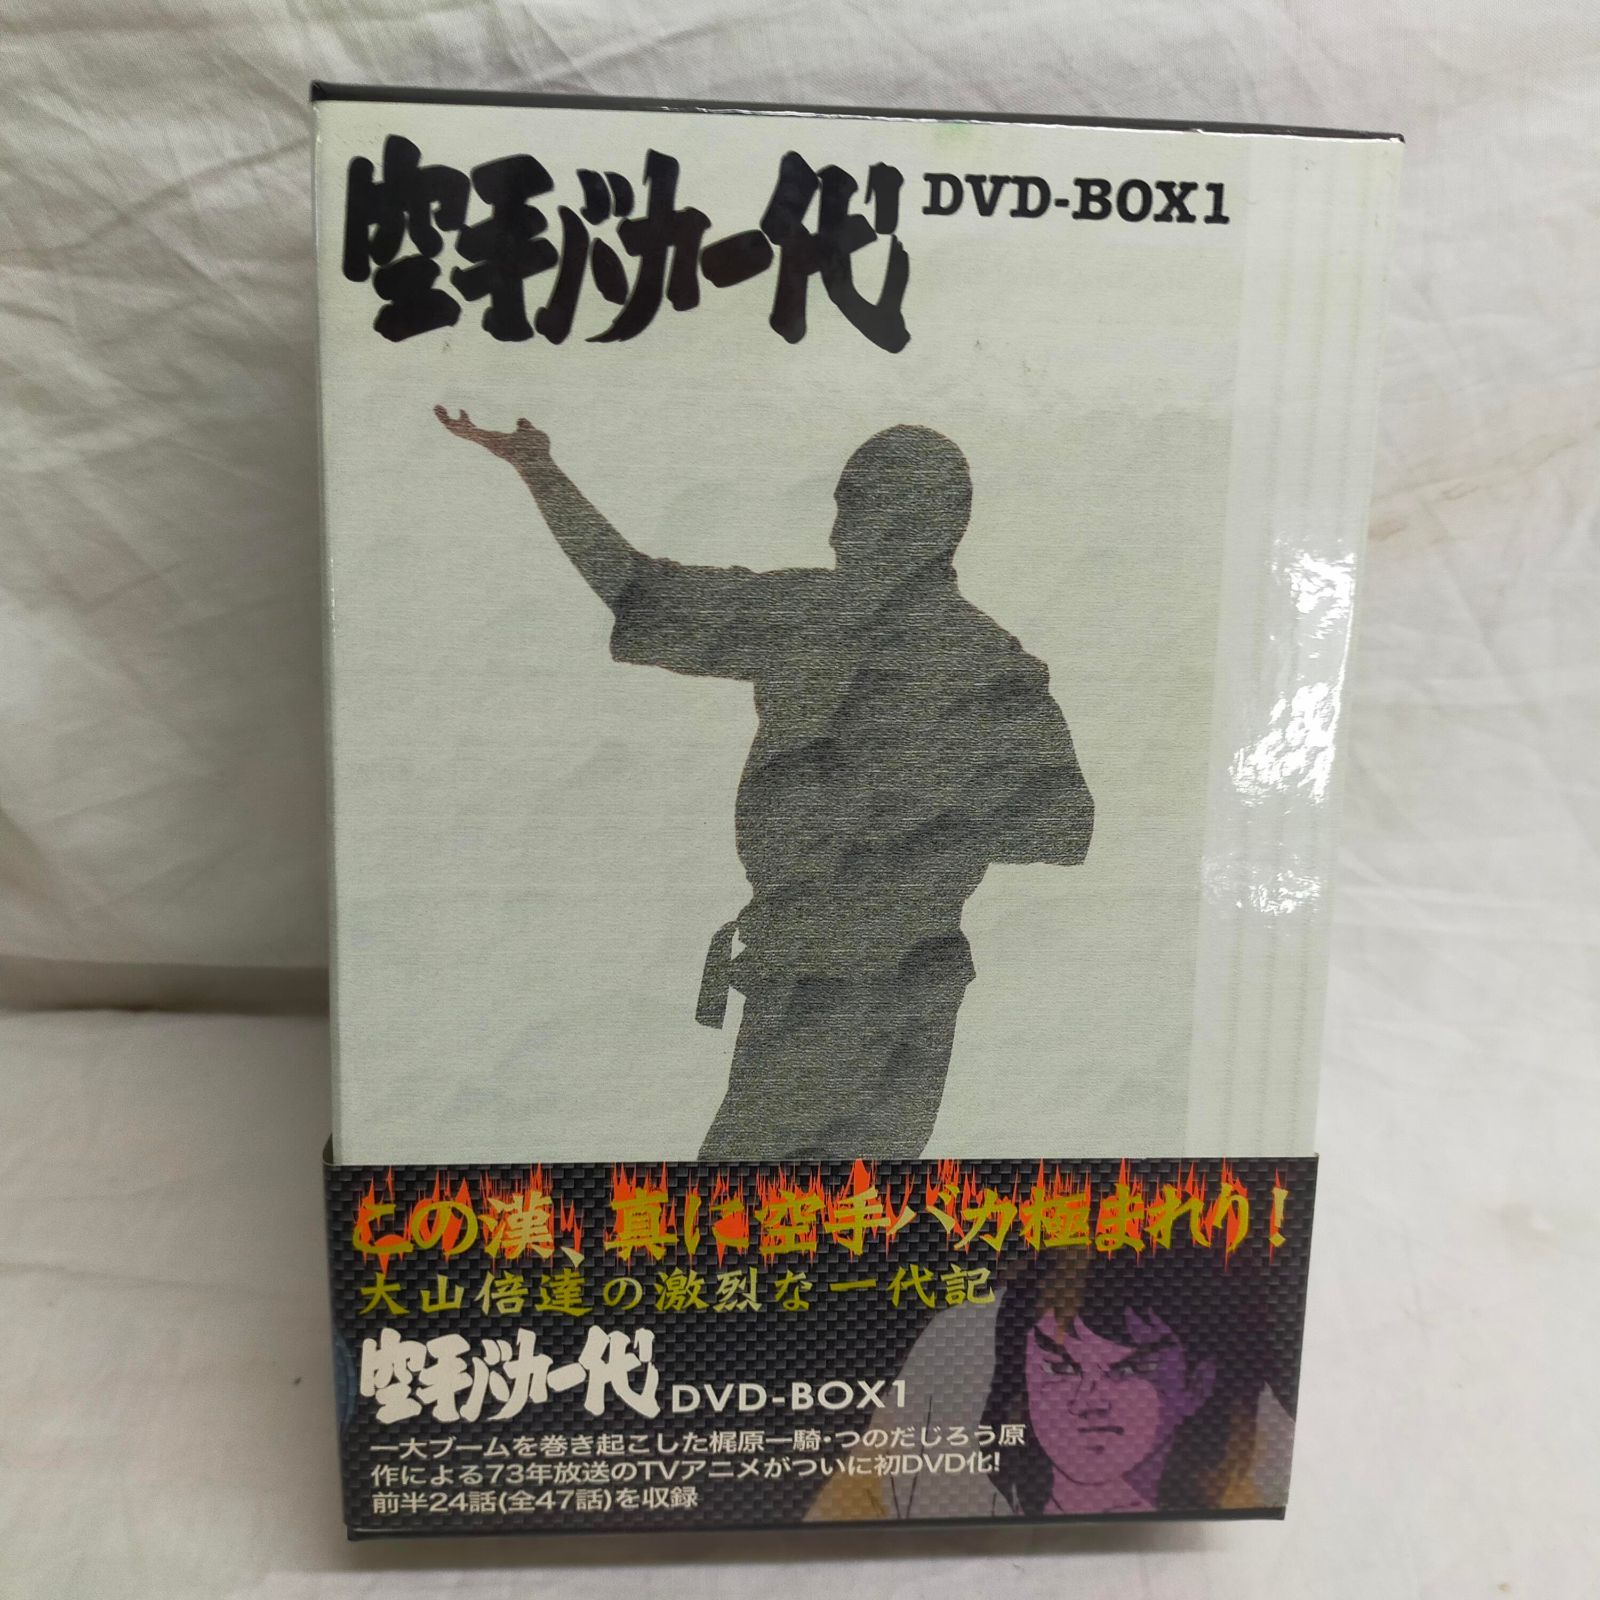 空手バカ一代 DVD-BOX1
この漢、真に空手バカ極まれり!
大山倍達の激烈な一代記
空手バカ一代 DVD-BOX1
一大ブームを巻き起こした梶原一騎・つのだじろう原
作による73年放送のTVアニメがついに初DVD化!
前半24話(全47話)を収録